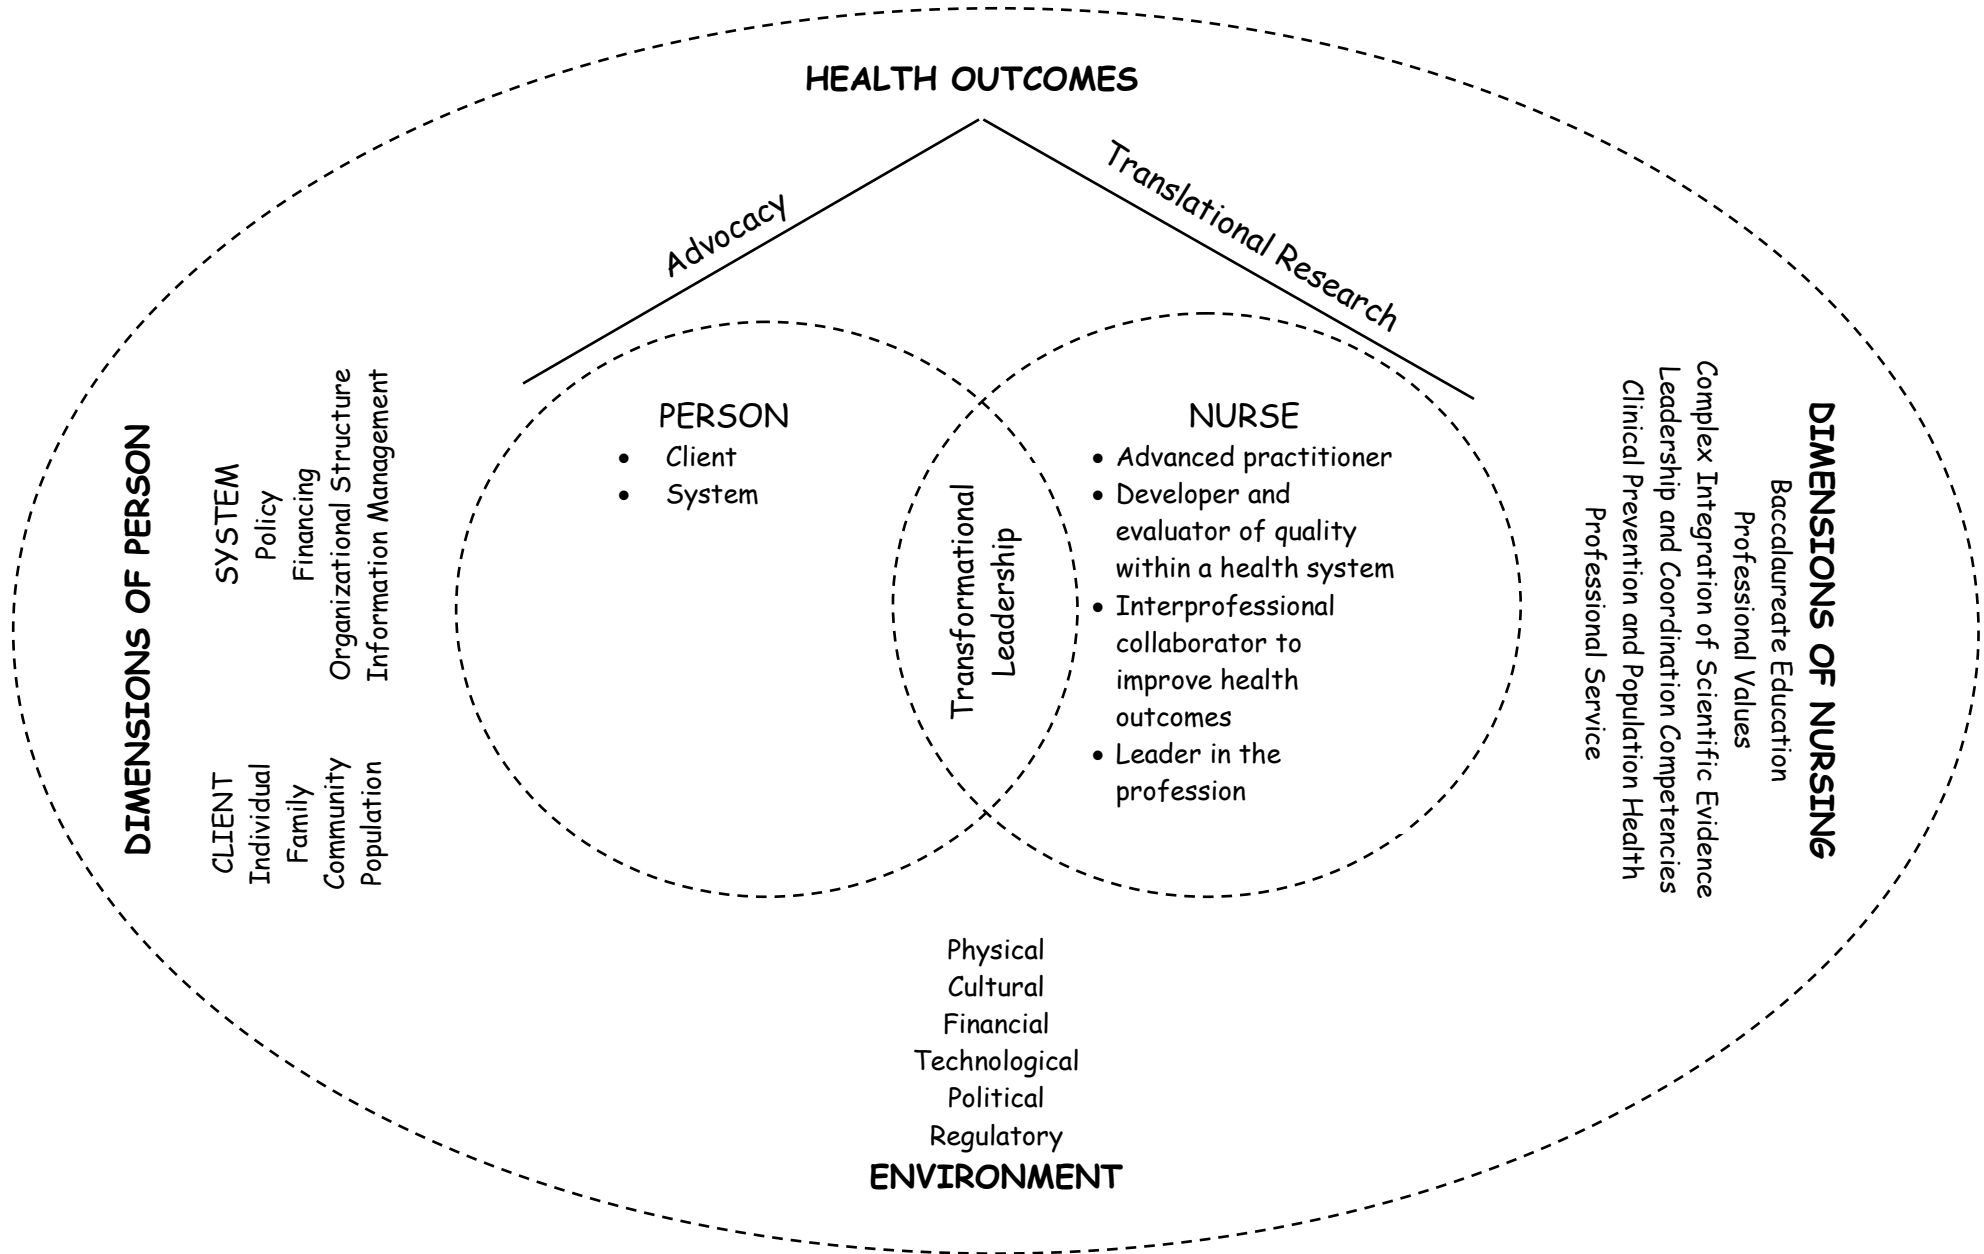 HEALTH OUTCOMES
Advocacy
Translational Research
DIMENSIONS OF PERSON
SYSTEM
Policy
Financing
Organizational Structure
Information Management
CLIENT
Individual
Family
Community
Population
PERSON
• Client
• System
Transformational
Leadership
NURSE
• Advanced practitioner
• Developer and
evaluator of quality
within a health system
• Interprofessional
collaborator to
improve health
outcomes
• Leader in the
profession
DIMENSIONS OF NURSING
Baccalaureate Education
Professional Values
Complex Integration of Scientific Evidence
Leadership and Coordination Competencies
Clinical Prevention and Population Health
Professional Service
Physical
Cultural
Financial
Technological
Political
Regulatory
ENVIRONMENT